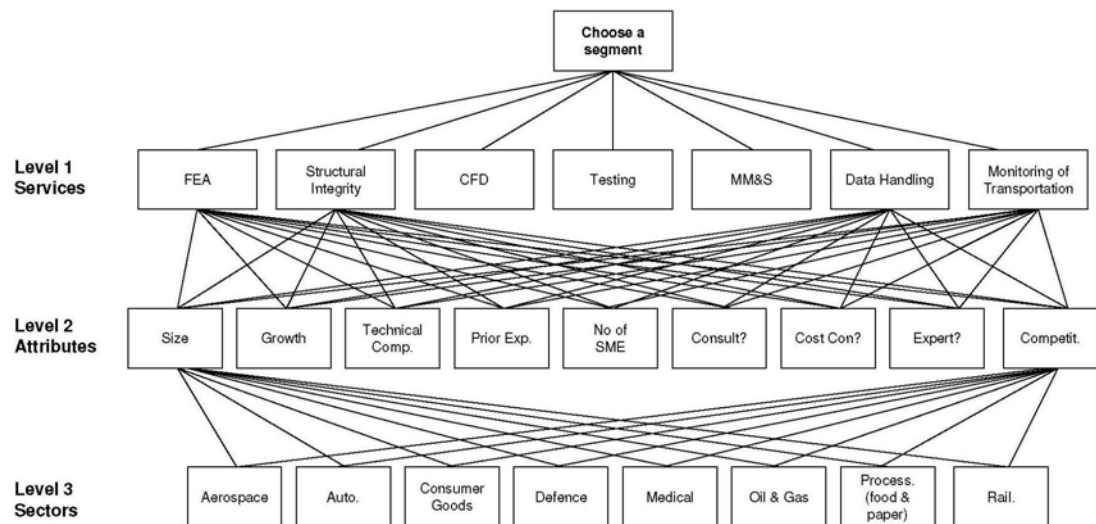 Choose a
segment
Level 1
Services
FEA
Structural
Integrity
CFD
Testing
MM&S
Data Handling
Monitoring of
Transportation
Level 2
Attributes
Size
Growth
Technical
Comp.
Prior Exp.
No of
SME
Consult?
Cost Con?
Expert?
Competit.
Level 3
Sectors
Aerospace
Auto.
Consumer
Goods
Defence
Medical
Oil & Gas
Process.
(food &
paper)
Rail.